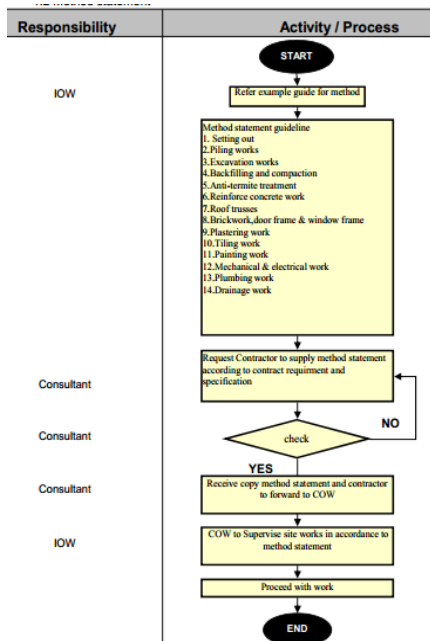 Responsibility
Activity / Process
START
IOW
Refer example guide for method
Method statement guideline
1. Setting out
2.Piling works
3.Excavation works
4.Backfilling and compaction
5.Anti-termite treatment
6.Reinforce concrete work
7.Roof trusses
8.Brickwork,door frame & window frame
9.Plastering work
10.Tiling work
11.Painting work
12.Mechanical & electrical work
13.Plumbing work
14.Drainage work
Request Contractor to supply method statement
according to contract requirment and
specification
Consultant
NO
Consultant
check
YES
Consultant
Receive copy method statement and contractor
to forward to COW
IOW
COW to Supervise site works in accordance to
method statement
Proceed with work
END